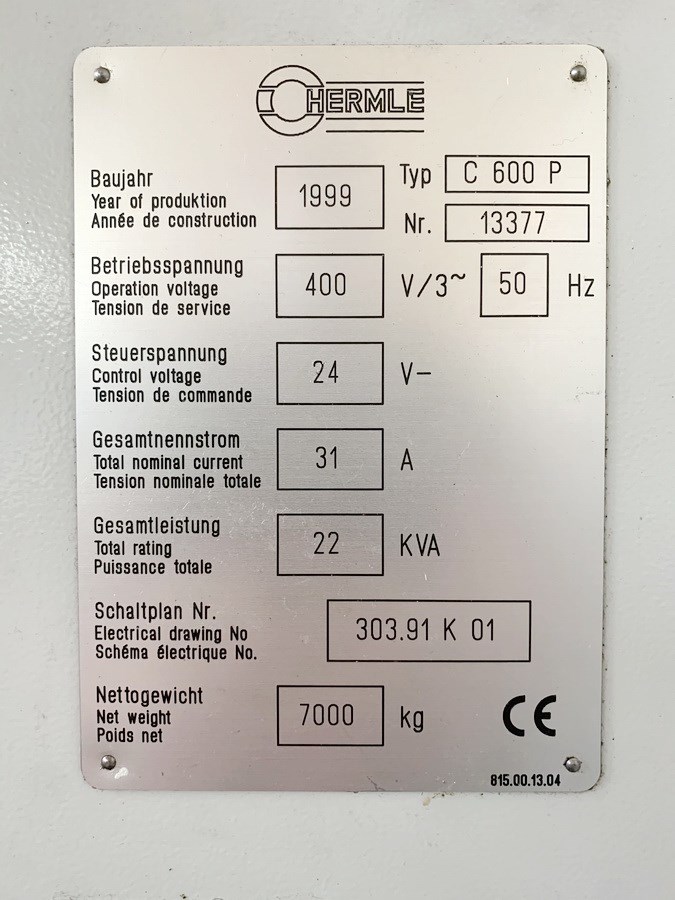 HERMLE
Baujahr
Year of produktion
Année de construction
1999
Typ C 600 P
Nr. 13377
Betriebsspannung
Operation voltage
Tension de service
400 V/3~ 50 Hz
Steuerspannung
Control voltage
Tension de commande
24 V–
Gesamtnennstrom
Total nominal current
Tension nominale totale
31 A
Gesamtleistung
Total rating
Puissance totale
22 KVA
Schaltplan Nr.
Electrical drawing No
Schéma électrique No.
303.91 K 01
Nettogewicht
Net weight
Poids net
7000 kg
CE
815.00.13.04